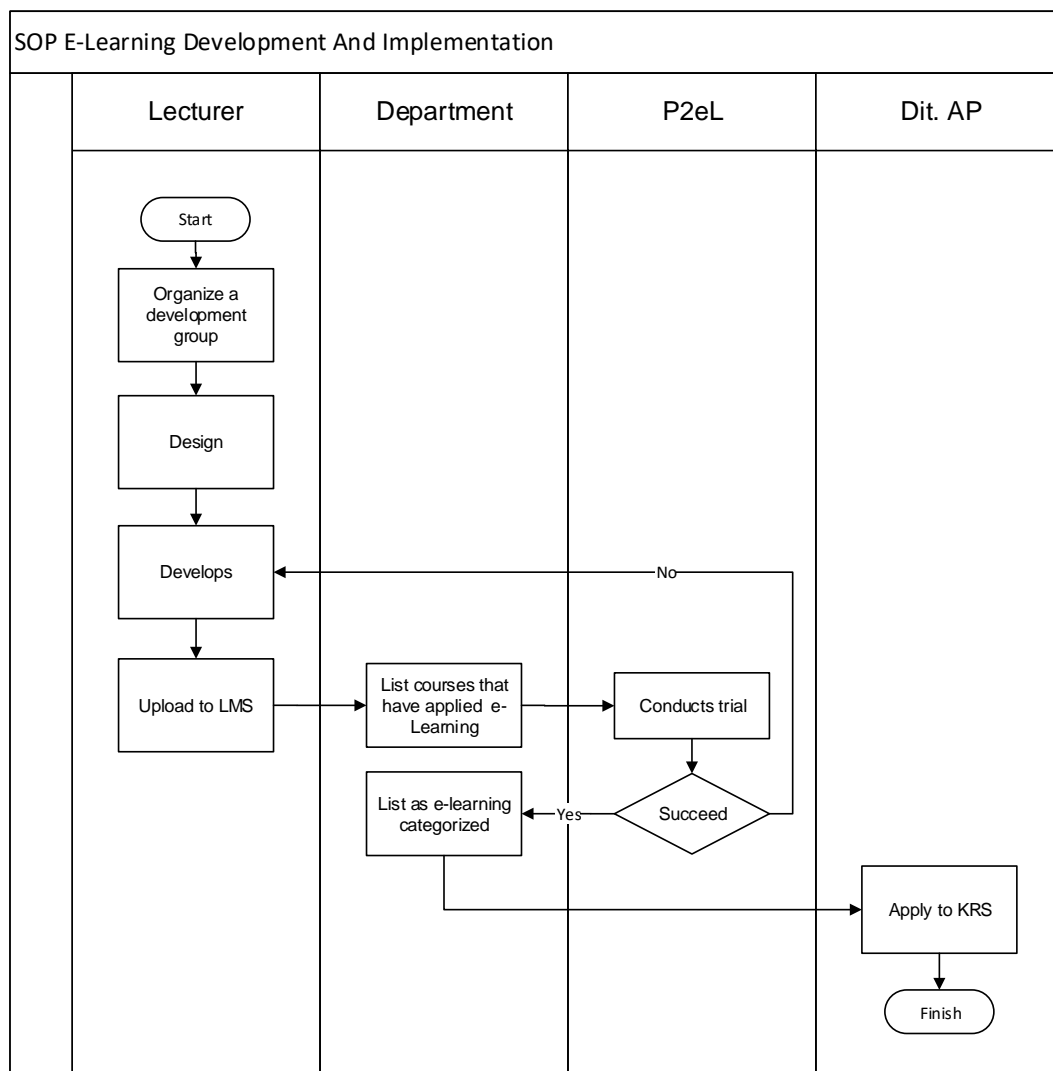 SOP E-Learning Development And Implementation
Lecturer
Department
P2eL
Dit. AP
Start
Organize a
development
group
Design
Develops
No
Upload to LMS
List courses that
have applied e-
Learning
Conducts trial
List as e-learning
categorized
Yes
Succeed
Apply to KRS
Finish